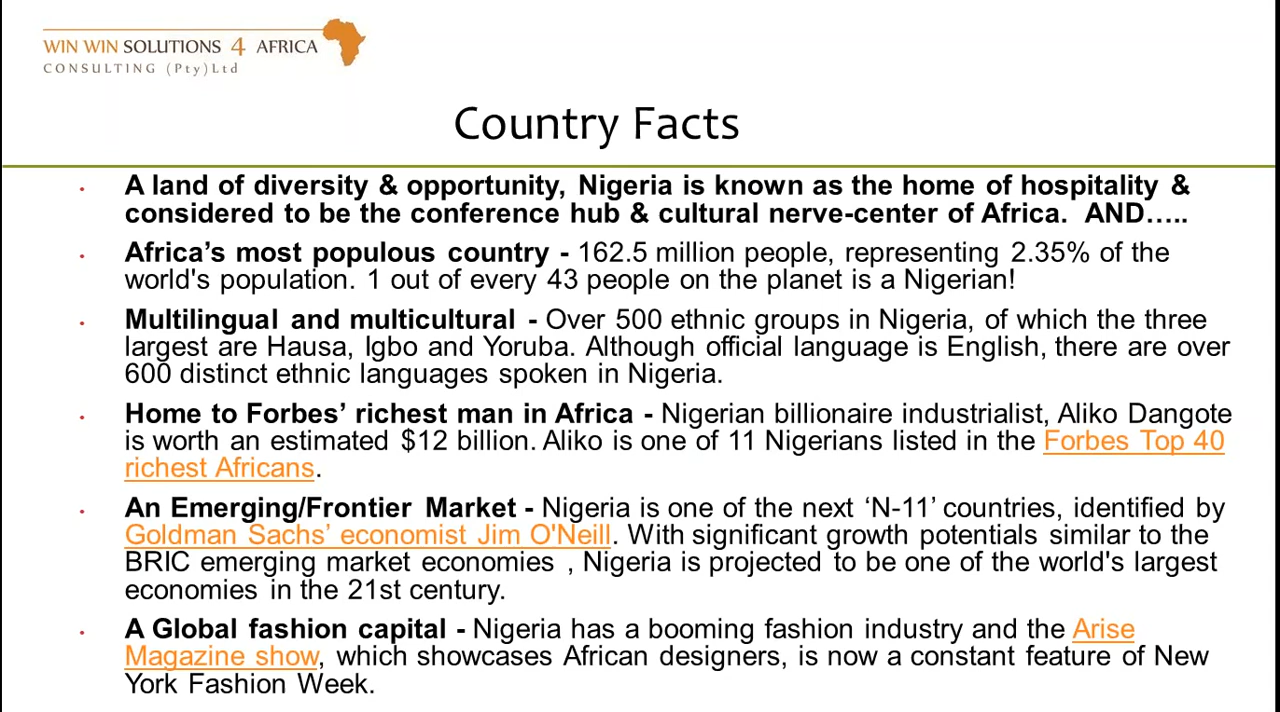 WIN WIN SOLUTIONS 4 AFRICA
CONSULTING (Pty)Ltd
Country Facts
• A land of diversity & opportunity, Nigeria is known as the home of hospitality &
considered to be the conference hub & cultural nerve-center of Africa. AND…..
• Africa’s most populous country - 162.5 million people, representing 2.35% of the
world's population. 1 out of every 43 people on the planet is a Nigerian!
• Multilingual and multicultural - Over 500 ethnic groups in Nigeria, of which the three
largest are Hausa, Igbo and Yoruba. Although official language is English, there are over
600 distinct ethnic languages spoken in Nigeria.
• Home to Forbes’ richest man in Africa - Nigerian billionaire industrialist, Aliko Dangote
is worth an estimated $12 billion. Aliko is one of 11 Nigerians listed in the Forbes Top 40
richest Africans.
• An Emerging/Frontier Market - Nigeria is one of the next ‘N-11’ countries, identified by
Goldman Sachs’ economist Jim O'Neill. With significant growth potentials similar to the
BRIC emerging market economies , Nigeria is projected to be one of the world's largest
economies in the 21st century.
• A Global fashion capital - Nigeria has a booming fashion industry and the Arise
Magazine show, which showcases African designers, is now a constant feature of New
York Fashion Week.